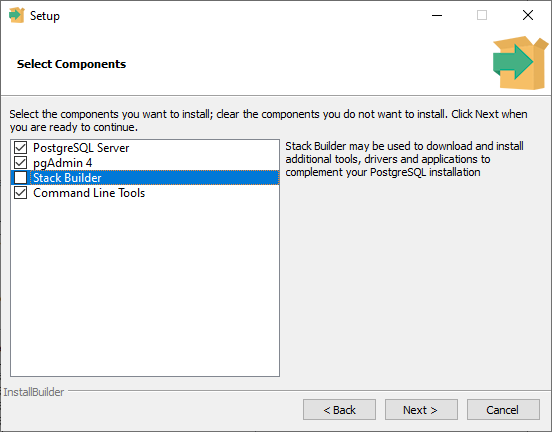 Setup
Select Components
Select the components you want to install; clear the components you do not want to install. Click Next when
you are ready to continue.
PostgreSQL Server
pgAdmin 4
Stack Builder
Command Line Tools
Stack Builder may be used to download and install
additional tools, drivers and applications to
complement your PostgreSQL installation
InstallBuilder
< Back
Next >
Cancel